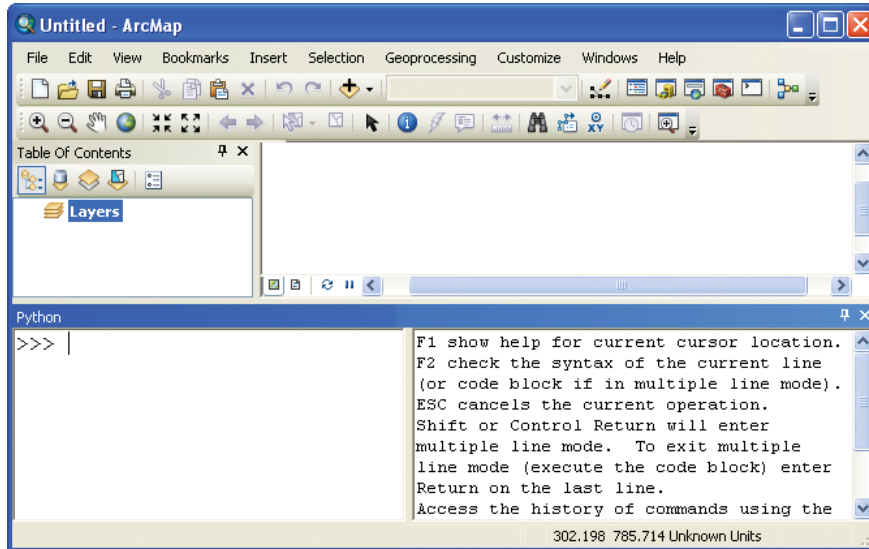 Untitled - ArcMap
File Edit View Bookmarks Insert Selection Geoprocessing Customize Windows Help
XY
Table Of Contents
Layers
Python
>>>
F1 show help for current cursor location.
F2 check the syntax of the current line
(or code block if in multiple line mode).
ESC cancels the current operation.
Shift or Control Return will enter
multiple line mode.  To exit multiple
line mode (execute the code block) enter
Return on the last line.
Access the history of commands using the
302.198 785.714 Unknown Units